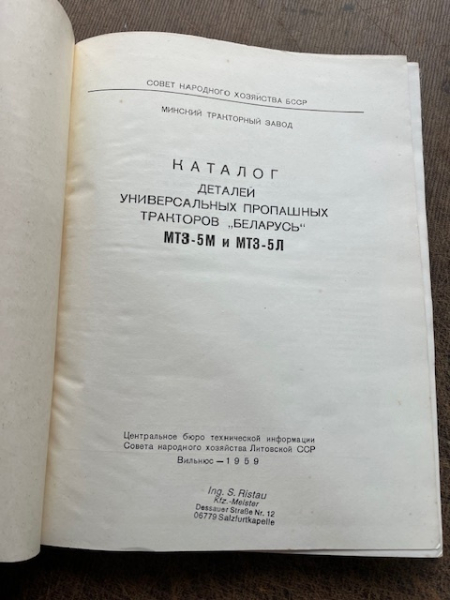 СОВЕТ НАРОДНОГО ХОЗЯЙСТВА БССР
МИНСКИЙ ТРАКТОРНЫЙ ЗАВОД
КАТАЛОГ
ДЕТАЛЕЙ
УНИВЕРСАЛЬНЫХ ПРОПАШНЫХ
ТРАКТОРОВ „БЕЛАРУСЬ“
МТЗ-5М и МТЗ-5Л
Центральное бюро технической информации
Совета народного хозяйства Литовской ССР
Вильнюс—1959
Ing. S. Ristau
Kfz.-Meister
Dessauer Straße Nr. 12
06779 Salzfurtkapelle